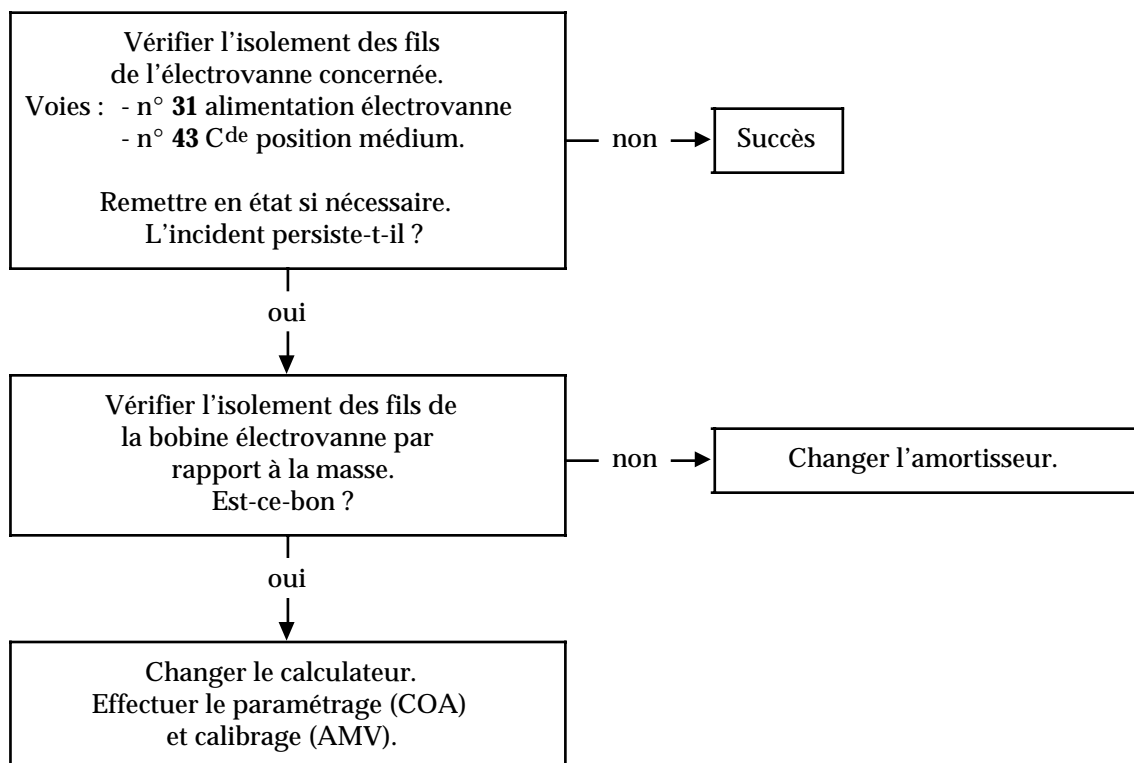 Vérifier l’isolement des fils
de l’électrovanne concernée.
Voies : - n° 31 alimentation électrovanne
- n° 43 Cde position médium.
Remettre en état si nécessaire.
L’incident persiste-t-il ?
non
Succès
oui
Vérifier l’isolement des fils de
la bobine électrovanne par
rapport à la masse.
Est-ce-bon ?
non
Changer l’amortisseur.
oui
Changer le calculateur.
Effectuer le paramétrage (COA)
et calibrage (AMV).